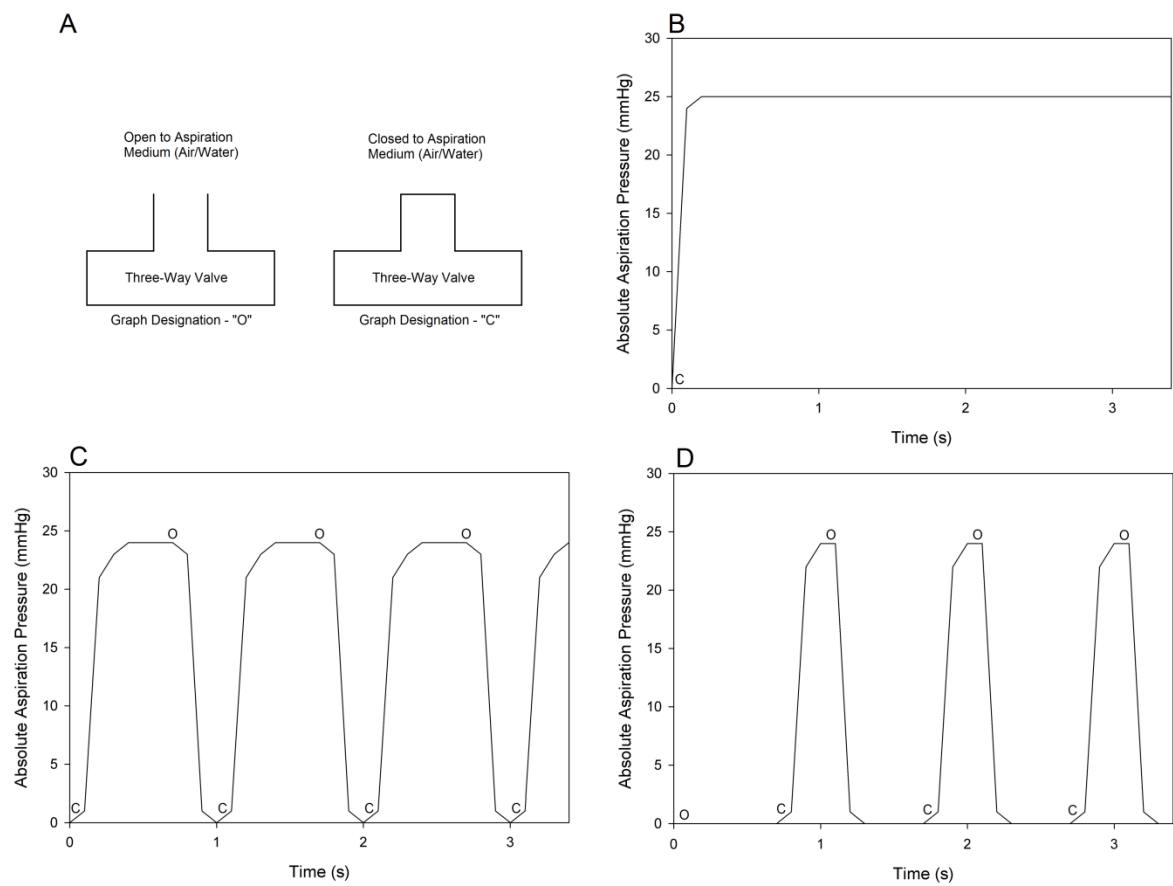 A
Open to Aspiration
Medium (Air/Water)
Closed to Aspiration
Medium (Air/Water)
Three-Way Valve
Three-Way Valve
Graph Designation - "O"
Graph Designation - "C"
B
Absolute Aspiration Pressure (mmHg)
30
25
20
15
10
5
0
C
0
1
2
3
Time (s)
C
Absolute Aspiration Pressure (mmHg)
30
25
20
15
10
5
0
O
O
O
C
C
C
C
0
1
2
3
Time (s)
D
Absolute Aspiration Pressure (mmHg)
30
25
20
15
10
5
0
O
O
O
O
C
C
C
0
1
2
3
Time (s)